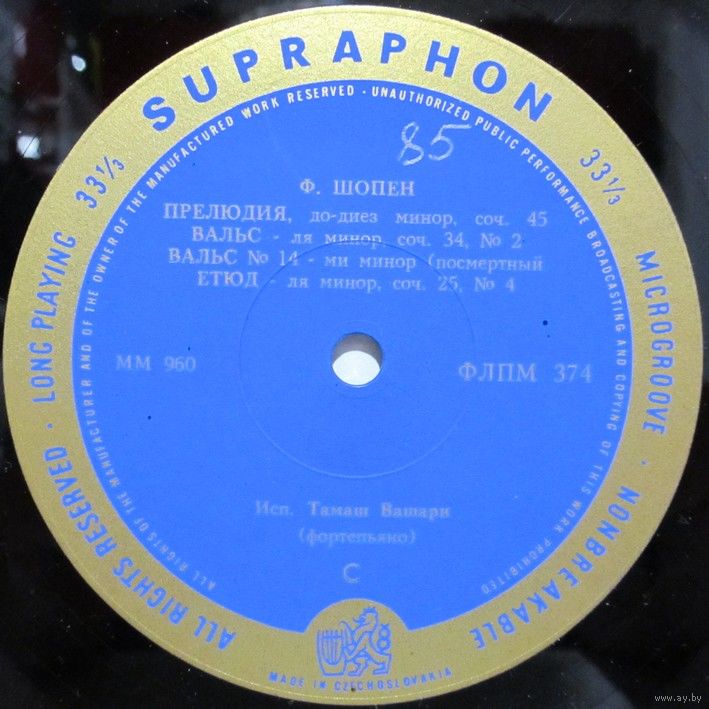 SUPRAPHON
33⅓
33⅓
LONG PLAYING
MICROGROOVE · NONBREAKABLE
ALL RIGHTS RESERVED ·
ALL RIGHTS OF THE MANUFACTURER AND OF THE OWNER OF THE MANUFACTURED WORK RESERVED - UNAUTHORIZED PUBLIC PERFORMANCE BROADCASTING AND COPYING OF THIS WORK PROHIBITED
85
Ф. ШОПЕН
ПРЕЛЮДИЯ, до-диез минор, соч. 45
ВАЛЬС - ля минор, соч. 34, № 2
ВАЛЬС № 14 - ми минор (посмертный
ЕТЮД - ля минор, соч. 25, № 4
ММ 960
ФЛПМ 374
Исп. Тамаш Вашари
(фортепьяно)
С
MADE IN CZECHOSLOVAKIA
www.ay.by